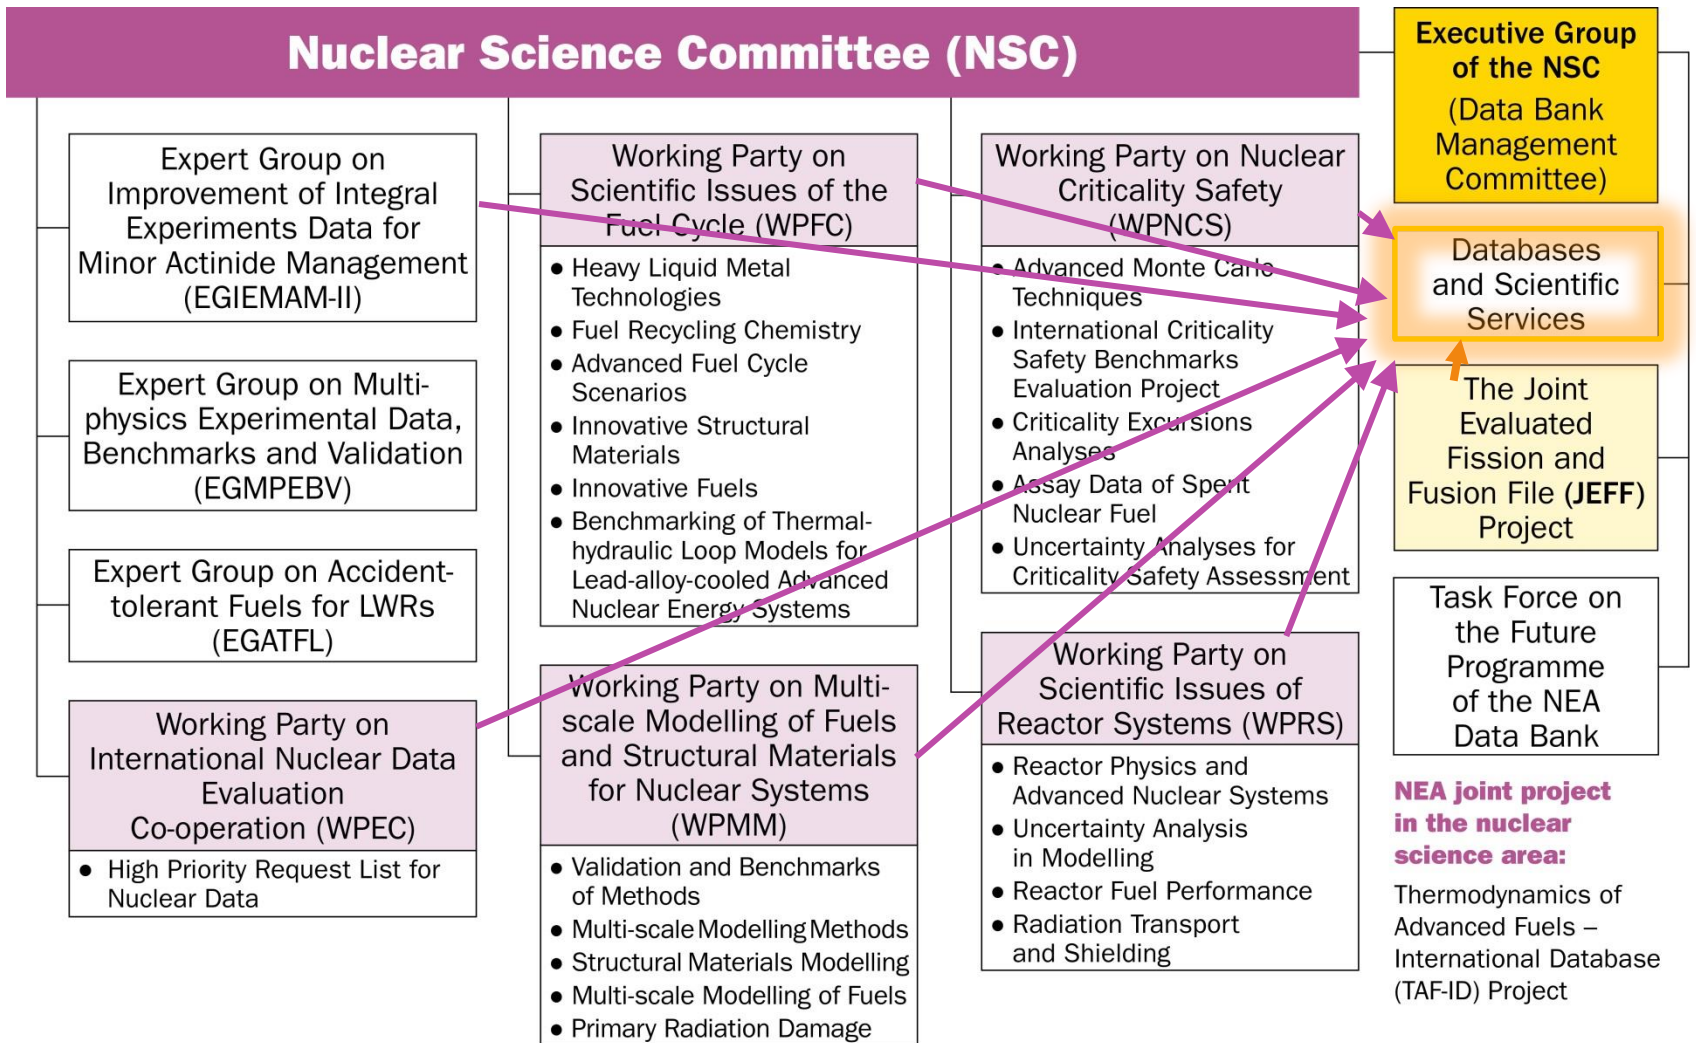 Nuclear Science Committee (NSC)
Expert Group on
Improvement of Integral
Experiments Data for
Minor Actinide Management
(EGIEMAM-II)
Expert Group on Multi-
physics Experimental Data,
Benchmarks and Validation
(EGMPEBV)
Expert Group on Accident-
tolerant Fuels for LWRs
(EGATFL)
Working Party on
International Nuclear Data
Evaluation
Co-operation (WPEC)
● High Priority Request List for
Nuclear Data
Working Party on
Scientific Issues of the
Fuel Cycle (WPFC)
● Heavy Liquid Metal
Technologies
● Fuel Recycling Chemistry
● Advanced Fuel Cycle
Scenarios
● Innovative Structural
Materials
● Innovative Fuels
● Benchmarking of Thermal-
hydraulic Loop Models for
Lead-alloy-cooled Advanced
Nuclear Energy Systems
Working Party on Multi-
scale Modelling of Fuels
and Structural Materials
for Nuclear Systems
(WPMM)
● Validation and Benchmarks
of Methods
● Multi-scale Modelling Methods
● Structural Materials Modelling
● Multi-scale Modelling of Fuels
● Primary Radiation Damage
Working Party on Nuclear
Criticality Safety
(WPNCS)
● Advanced Monte Carlo
Techniques
● International Criticality
Safety Benchmarks
Evaluation Project
● Criticality Excursions
Analyses
● Assay Data of Spent
Nuclear Fuel
● Uncertainty Analyses for
Criticality Safety Assessment
Working Party on
Scientific Issues of
Reactor Systems (WPRS)
● Reactor Physics and
Advanced Nuclear Systems
● Uncertainty Analysis
in Modelling
● Reactor Fuel Performance
● Radiation Transport
and Shielding
Executive Group
of the NSC
(Data Bank
Management
Committee)
Databases
and Scientific
Services
The Joint
Evaluated
Fission and
Fusion File (JEFF)
Project
Task Force on
the Future
Programme
of the NEA
Data Bank
NEA joint project
in the nuclear
science area:
Thermodynamics of
Advanced Fuels –
International Database
(TAF-ID) Project